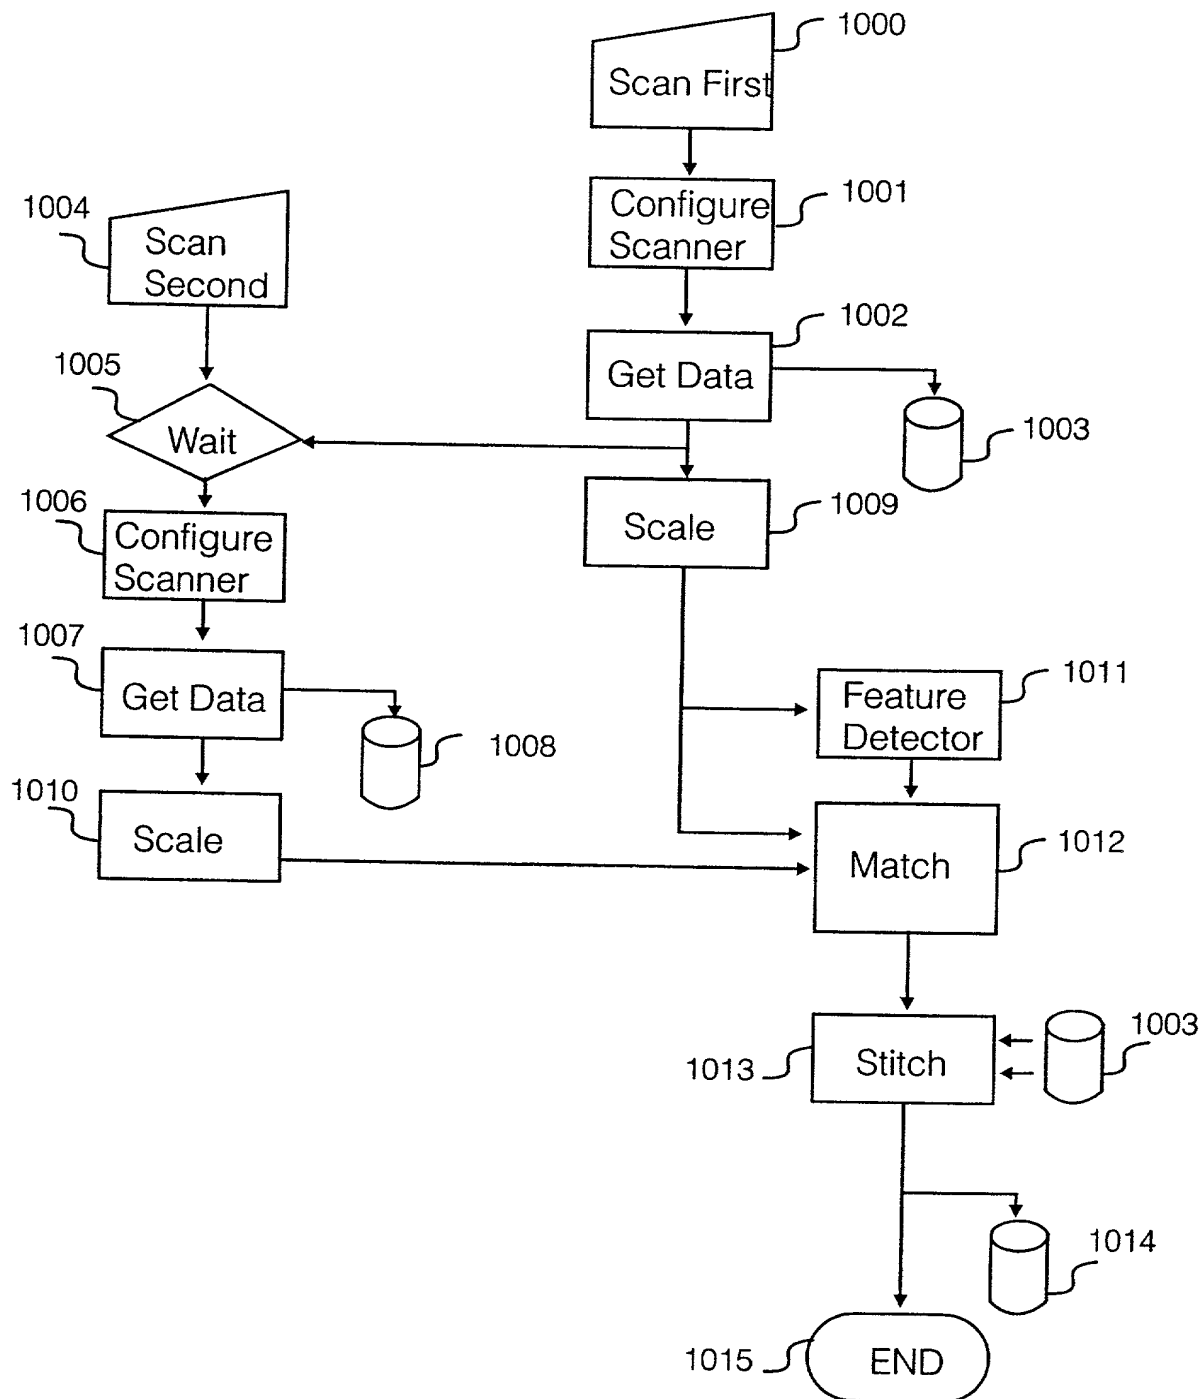 1000
Scan First
1001
Configure
Scanner
1004
Scan
Second
1002
Get Data
1005
Wait
1003
1006
Configure
Scanner
1009
Scale
1007
Get Data
1008
1011
Feature
Detector
1010
Scale
1012
Match
1003
1013
Stitch
1014
1015
END